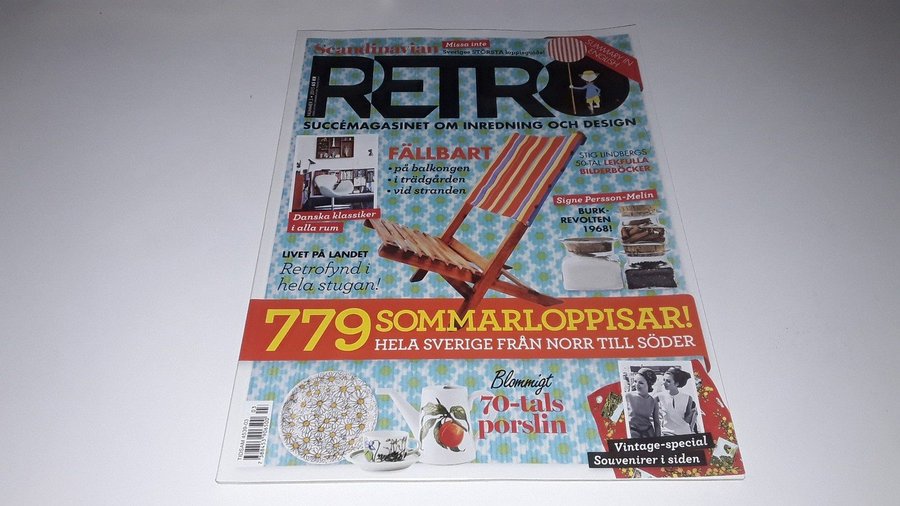 Scandinavian
Missa inte
Sveriges STÖRSTA loppisguide!
SUMMARY IN
ENGLISH
RETRO
SUCCÉMAGASINET OM INREDNING OCH DESIGN
FÄLLBART
• på balkongen
• i trädgården
• vid stranden
STIG LINDBERGS
50-TAL LEKFULLA
BILDERBÖCKER
Signe Persson-Melin
BURK-
REVOLTEN
1968!
Danska klassiker
i alla rum
LIVET PÅ LANDET
Retrofynd i
hela stugan!
779 SOMMARLOPPISAR!
HELA SVERIGE FRÅN NORR TILL SÖDER
Blommigt
70-tals
porslin
Vintage-special
Souvenirer i siden